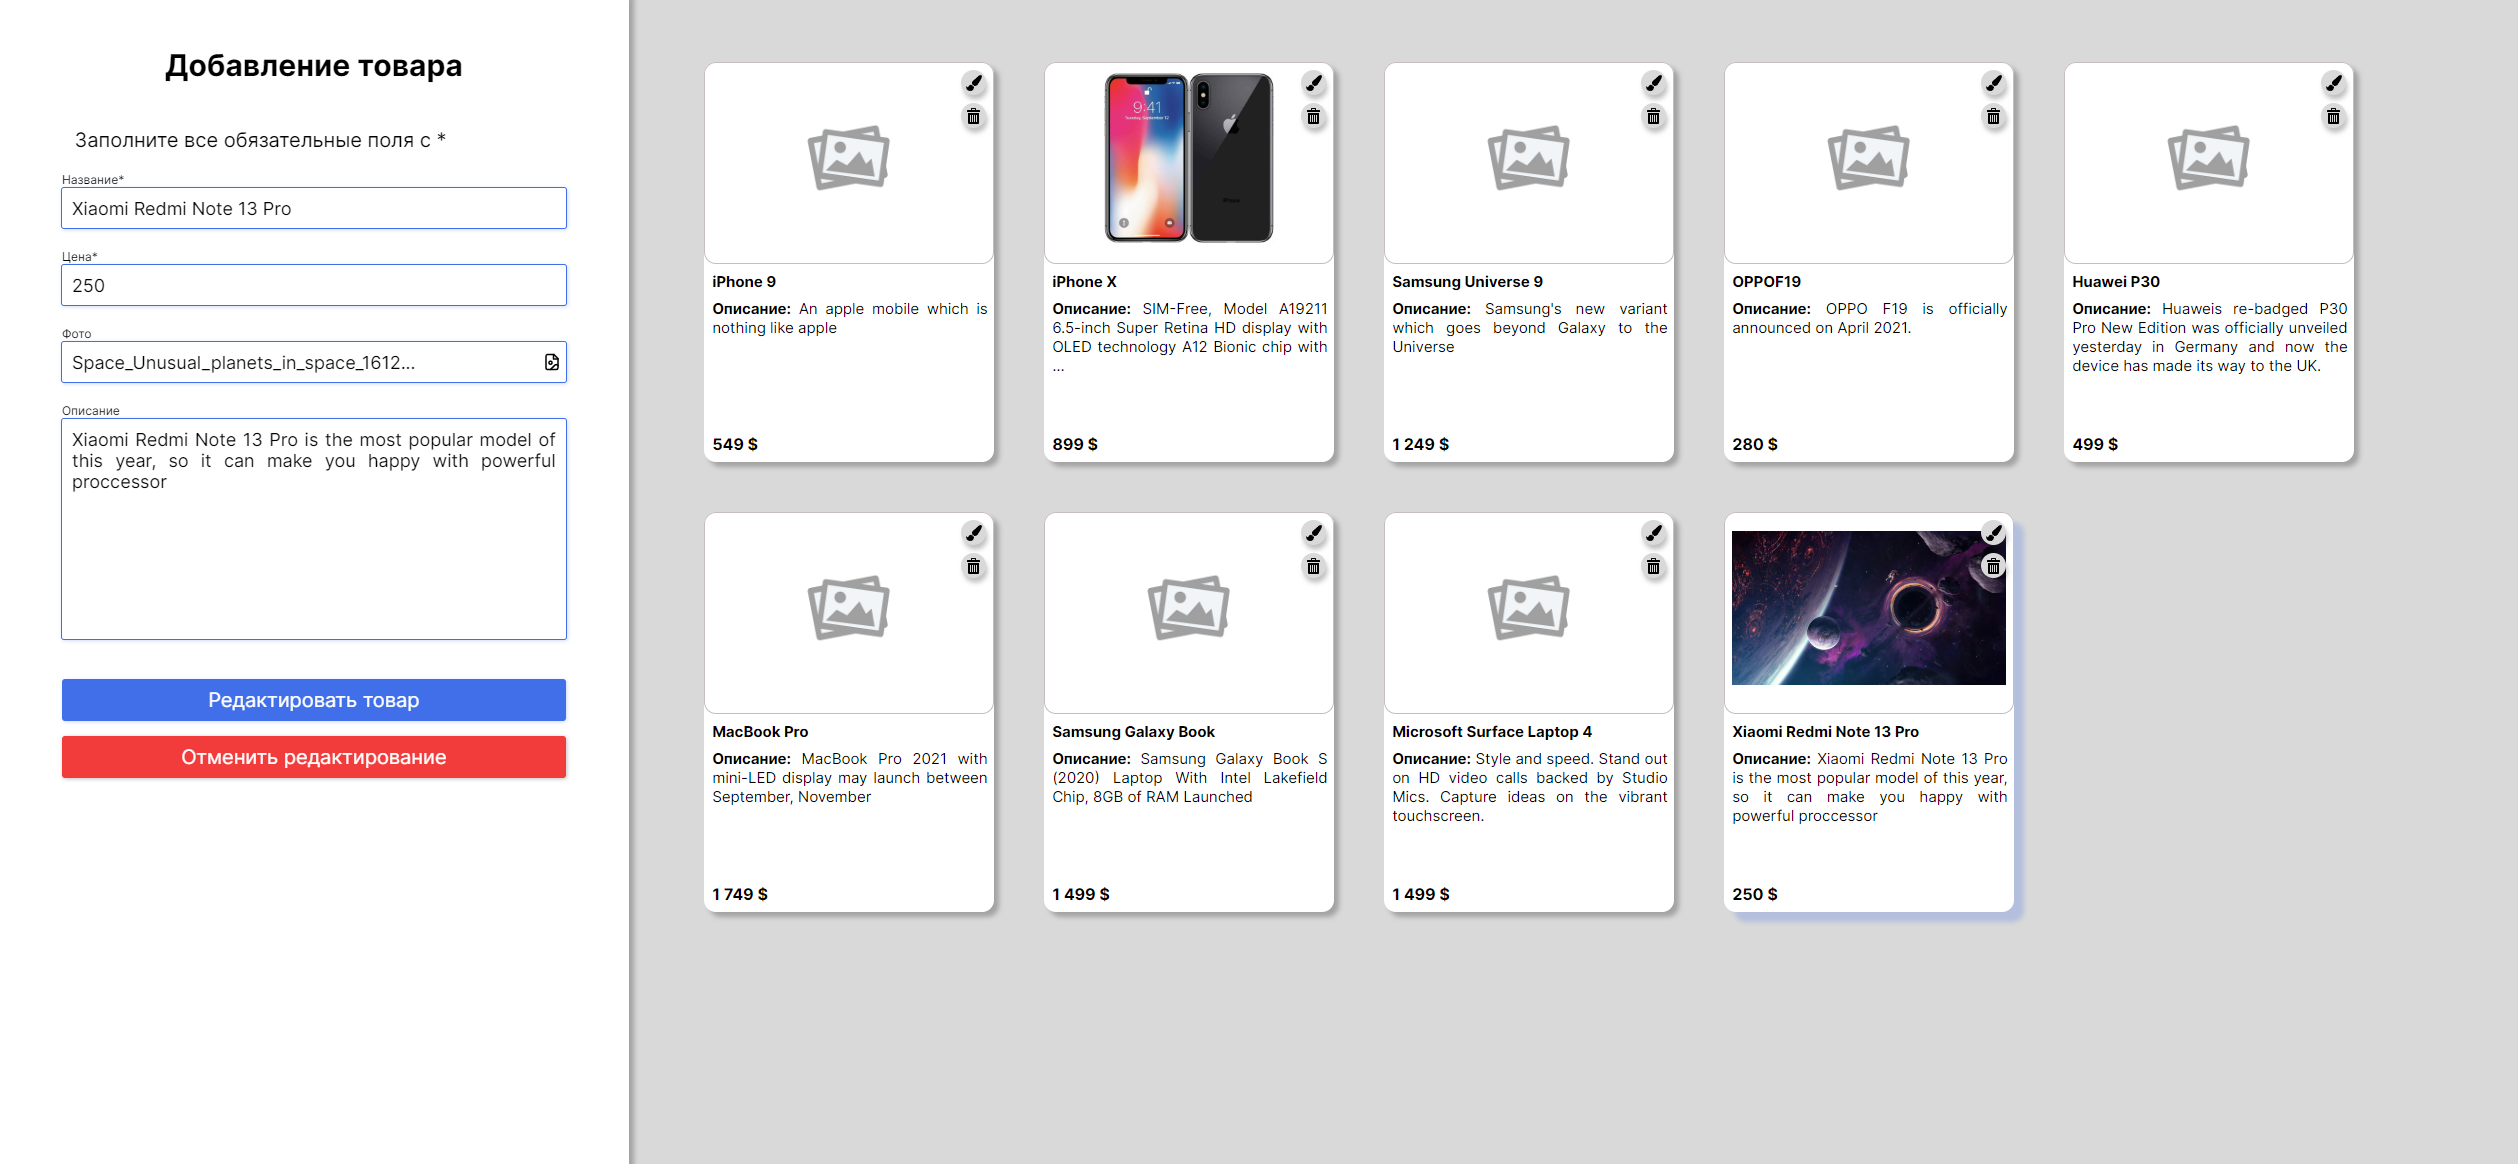 Добавление товара
Заполните все обязательные поля с *
Название*
Xiaomi Redmi Note 13 Pro
Цена*
250
Фото
Space_Unusual_planets_in_space_1612...
Описание
Xiaomi Redmi Note 13 Pro is the most popular model of
this year, so it can make you happy with powerful
proccessor
Редактировать товар
Отменить редактирование
iPhone 9
Описание: An apple mobile which is
nothing like apple
549 $
9:41
Tuesday, September 12
iPhone
iPhone X
Описание: SIM-Free, Model A19211
6.5-inch Super Retina HD display with
OLED technology A12 Bionic chip with
...
899 $
Samsung Universe 9
Описание: Samsung's new variant
which goes beyond Galaxy to the
Universe
1 249 $
OPPOF19
Описание: OPPO F19 is officially
announced on April 2021.
280 $
Huawei P30
Описание: Huaweis re-badged P30
Pro New Edition was officially unveiled
yesterday in Germany and now the
device has made its way to the UK.
499 $
MacBook Pro
Описание: MacBook Pro 2021 with
mini-LED display may launch between
September, November
1 749 $
Samsung Galaxy Book
Описание: Samsung Galaxy Book S
(2020) Laptop With Intel Lakefield
Chip, 8GB of RAM Launched
1 499 $
Microsoft Surface Laptop 4
Описание: Style and speed. Stand out
on HD video calls backed by Studio
Mics. Capture ideas on the vibrant
touchscreen.
1 499 $
Xiaomi Redmi Note 13 Pro
Описание: Xiaomi Redmi Note 13 Pro
is the most popular model of this year,
so it can make you happy with
powerful proccessor
250 $